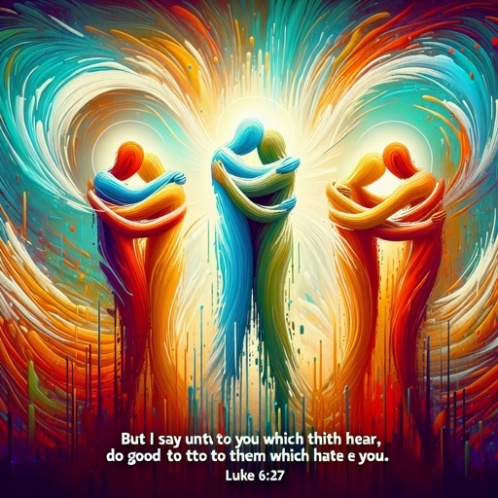 But I say unt to you which thith hear,
do good to tto to them which hate e you.
Luke 6:27